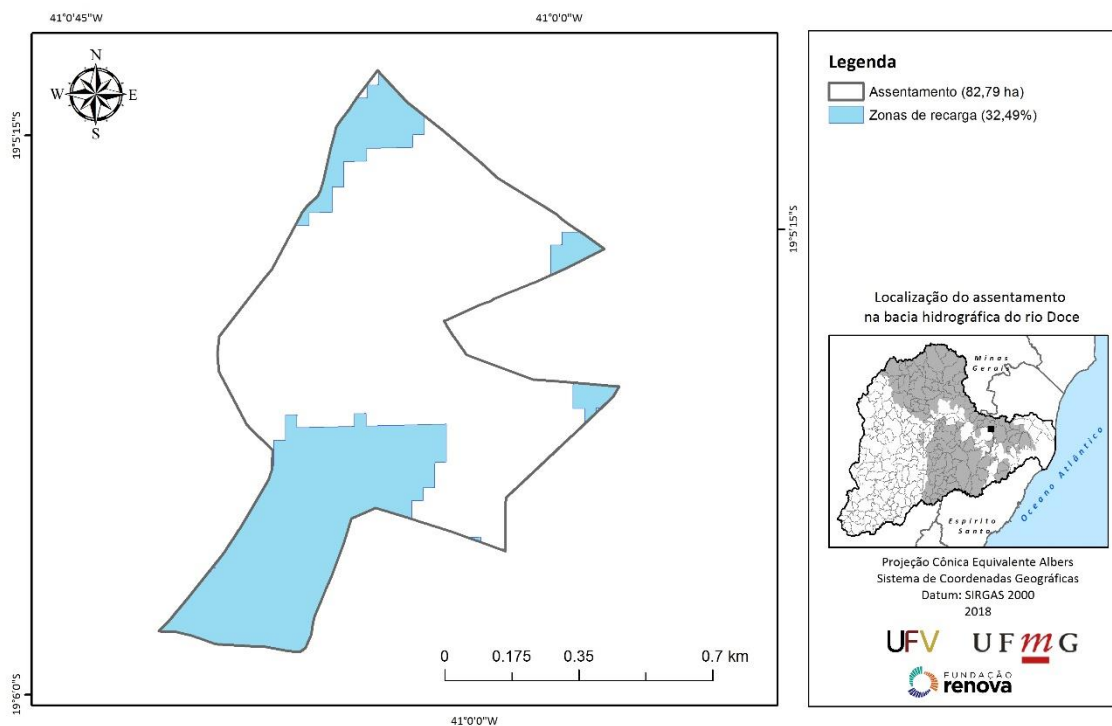 41°0'45"W
41°0'0"W
N
W
E
S
19°5'15"S
19°5'15"S
19°6'0"S
0
0.175
0.35
0.7 km
41°0'0"W
Legenda
Assentamento (82,79 ha)
Zonas de recarga (32,49%)
Localização do assentamento
na bacia hidrográfica do rio Doce
Minas
Gerais
Espírito
Santo
Oceano Atlântico
Projeção Cônica Equivalente Albers
Sistema de Coordenadas Geográficas
Datum: SIRGAS 2000
2018
UFV
UFmG
FUNDAÇÃO
renova